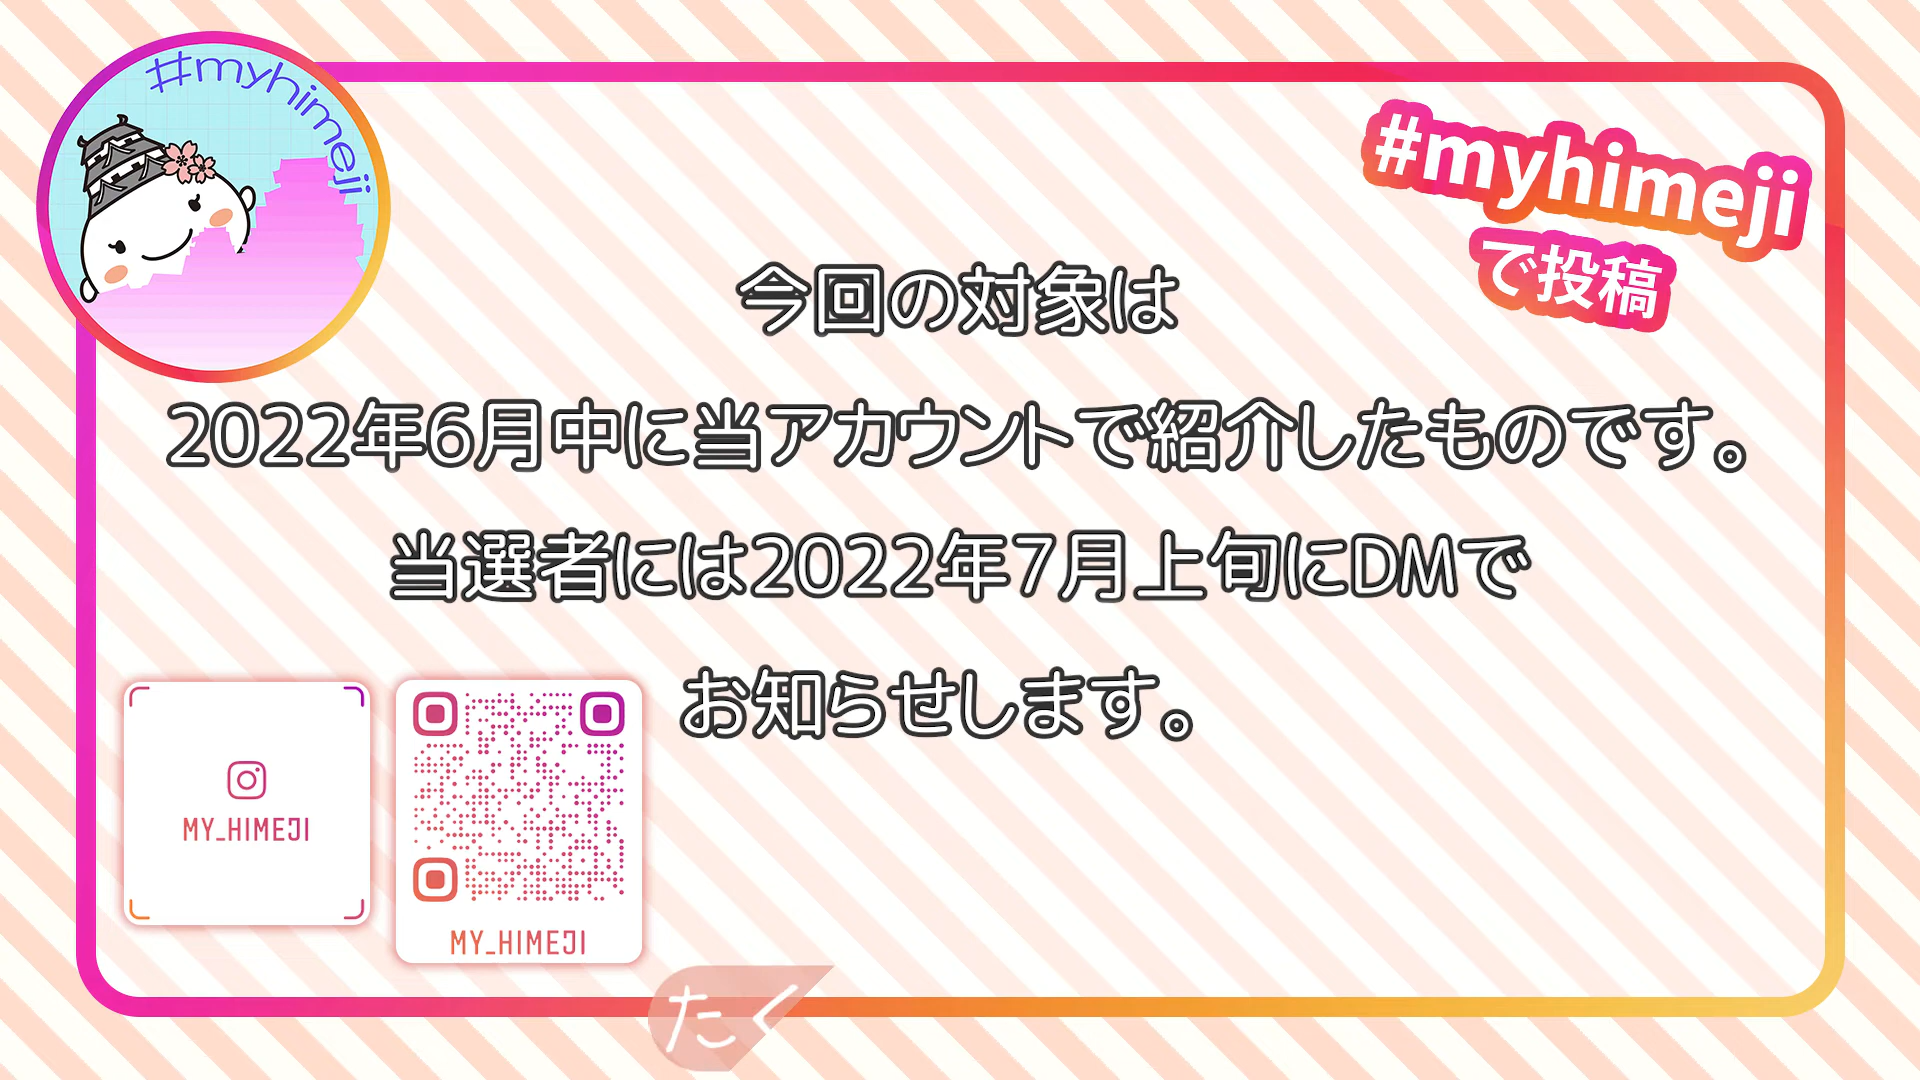 #myhimeji
#myhimeji
で投稿
今回の対象は
2022年6月中に当アカウントで紹介したものです。
当選者には2022年7月上旬にDMで
お知らせします。
MY_HIMEJI
MY_HIMEJI
たく